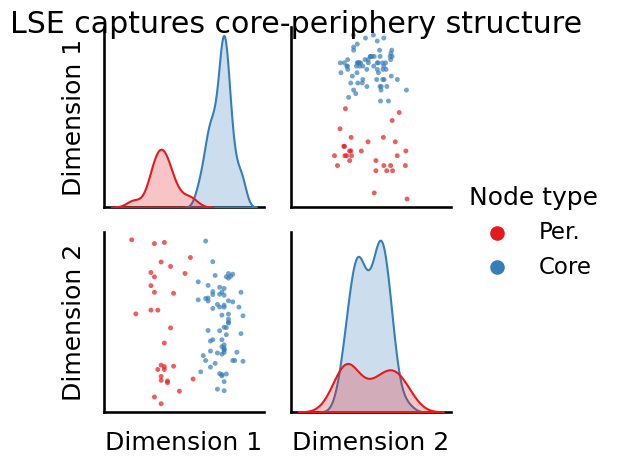 LSE captures core-periphery structure
Dimension 1
Node type
Per.
Core
Dimension 2
Dimension 1
Dimension 2